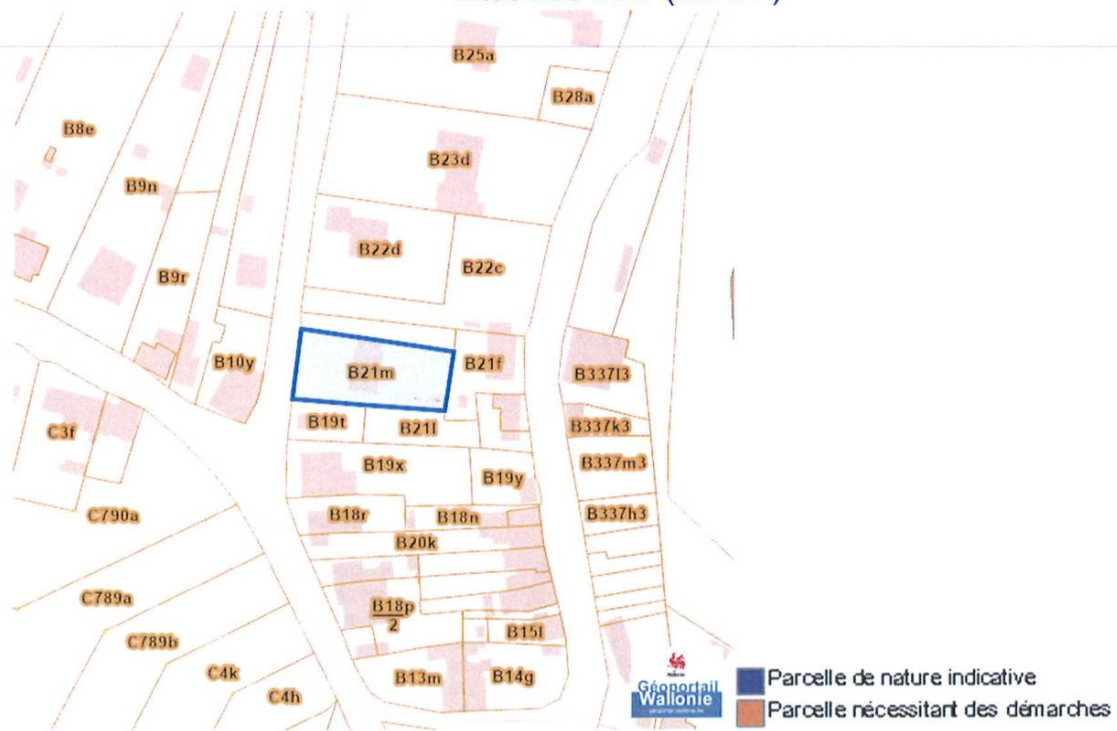 B25a
B28a
B8e
B23d
B9n
B22d
B22c
B9r
B10y
B21m
B21f
B337l3
C3f
B19t
B21l
B337k3
B19x
B337m3
B19y
C790a
B18r
B18n
B337h3
B20k
C789a
B18p
2
C789b
B15l
C4k
B13m
B14g
C4h
Géoportail
Wallonie
Parcelle de nature indicative
Parcelle nécessitant des démarches